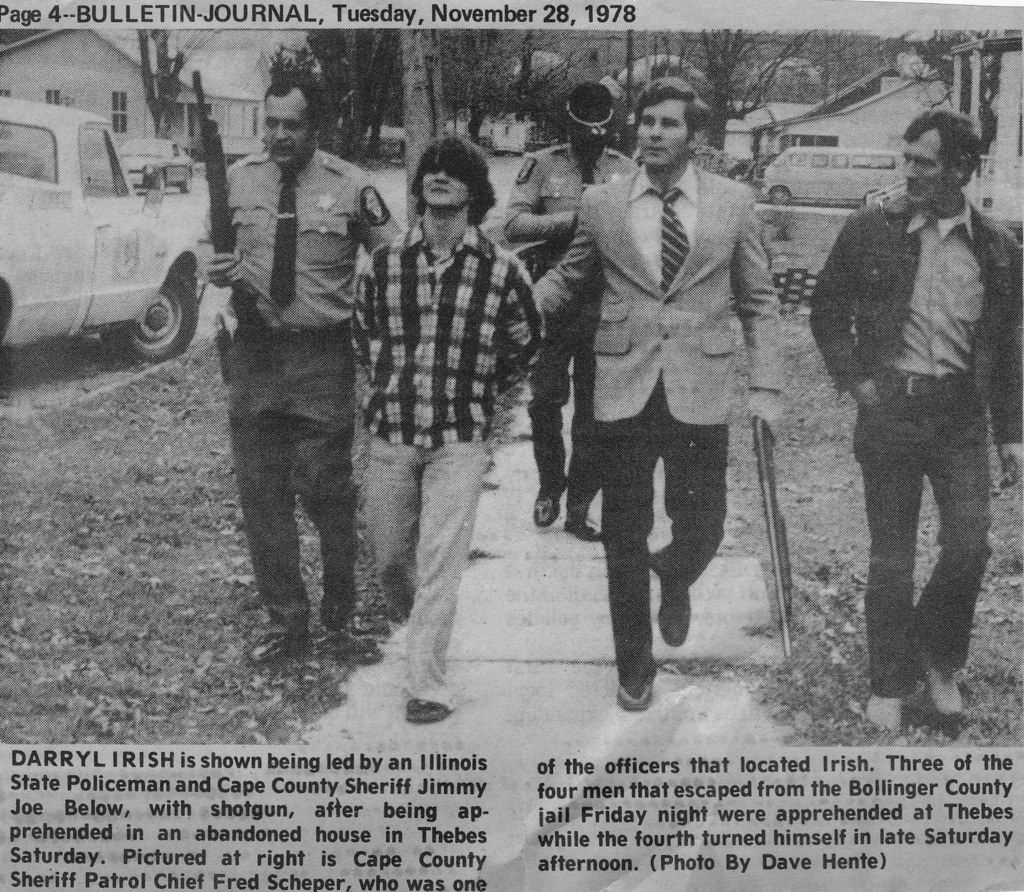 Page 4--BULLETIN-JOURNAL, Tuesday, November 28, 1978
DARRYL IRISH is shown being led by an Illinois
State Policeman and Cape County Sheriff Jimmy
Joe Below, with shotgun, after being ap-
prehended in an abandoned house in Thebes
Saturday. Pictured at right is Cape County
Sheriff Patrol Chief Fred Scheper, who was one
of the officers that located Irish. Three of the
four men that escaped from the Bollinger County
jail Friday night were apprehended at Thebes
while the fourth turned himself in late Saturday
afternoon. (Photo By Dave Hente)